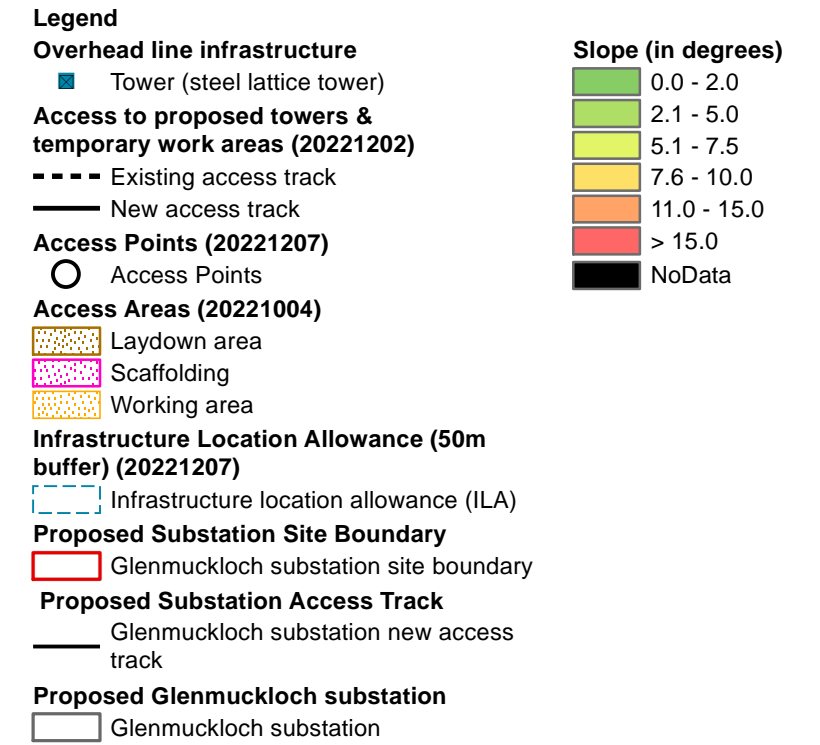 Legend
Overhead line infrastructure
Tower (steel lattice tower)
Access to proposed towers &
temporary work areas (20221202)
Existing access track
New access track
Access Points (20221207)
Access Points
Access Areas (20221004)
Laydown area
Scaffolding
Working area
Infrastructure Location Allowance (50m
buffer) (20221207)
Infrastructure location allowance (ILA)
Proposed Substation Site Boundary
Glenmuckloch substation site boundary
Proposed Substation Access Track
Glenmuckloch substation new access
track
Proposed Glenmuckloch substation
Glenmuckloch substation
Slope (in degrees)
0.0 - 2.0
2.1 - 5.0
5.1 - 7.5
7.6 - 10.0
11.0 - 15.0
> 15.0
NoData